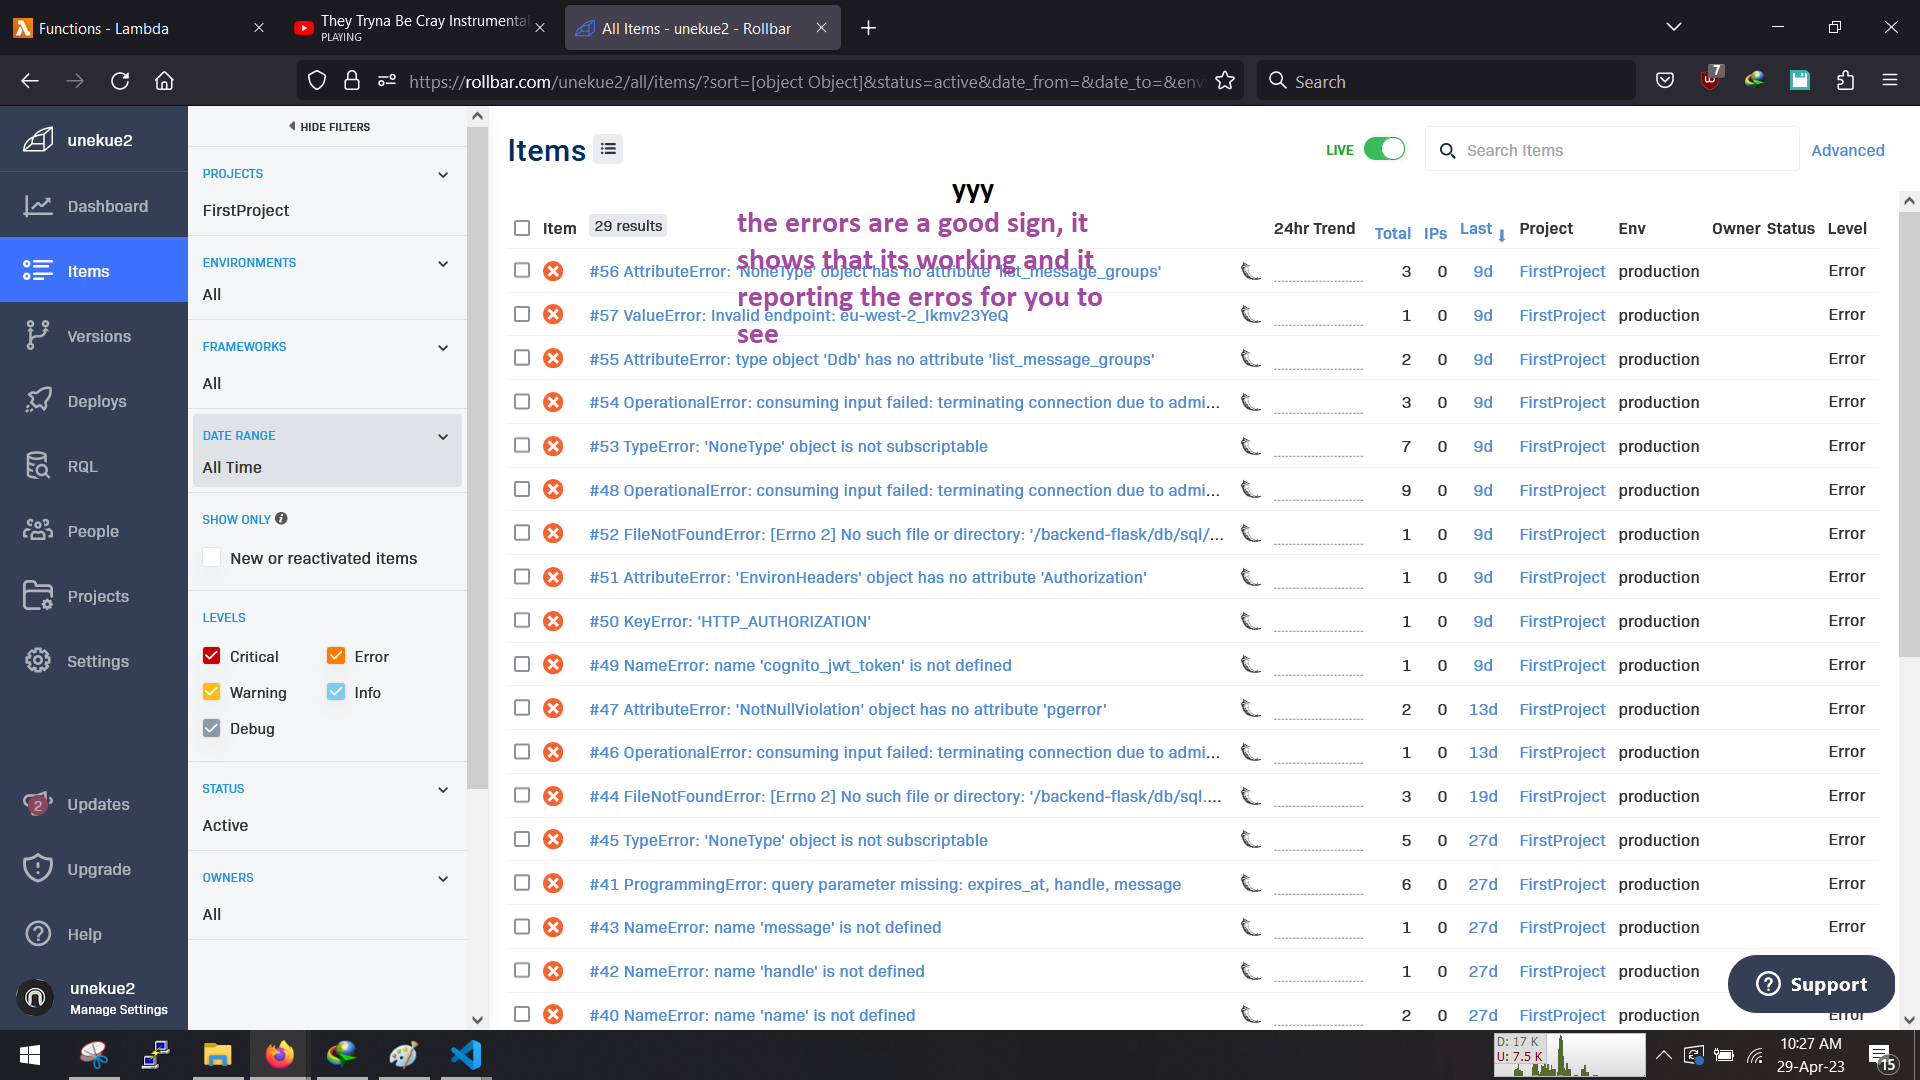 Functions - Lambda
They Tryna Be Cray Instrumental
PLAYING
All Items - unekue2 - Rollbar
https://rollbar.com/unekue2/all/items/?sort=[object Object]&status=active&date_from=&date_to=&env
Search
7
unekue2
Dashboard
Items
Versions
Deploys
RQL
People
Projects
Settings
2
Updates
Upgrade
Help
unekue2
Manage Settings
HIDE FILTERS
PROJECTS
FirstProject
ENVIRONMENTS
All
FRAMEWORKS
All
DATE RANGE
All Time
SHOW ONLY
New or reactivated items
LEVELS
Critical
Error
Warning
Info
Debug
STATUS
Active
OWNERS
All
Items
LIVE
Search Items
Advanced
yyy
the errors are a good sign, it
shows that its working and it
reporting the erros for you to
see
Item 29 results 24hr Trend Total IPs Last Project Env Owner Status Level
#56 AttributeError: 'NoneType' object has no attribute 'list_message_groups' 3 0 9d FirstProject production Error
#57 ValueError: Invalid endpoint: eu-west-2_Ikmv23YeQ 1 0 9d FirstProject production Error
#55 AttributeError: type object 'Ddb' has no attribute 'list_message_groups' 2 0 9d FirstProject production Error
#54 OperationalError: consuming input failed: terminating connection due to admi... 3 0 9d FirstProject production Error
#53 TypeError: 'NoneType' object is not subscriptable 7 0 9d FirstProject production Error
#48 OperationalError: consuming input failed: terminating connection due to admi... 9 0 9d FirstProject production Error
#52 FileNotFoundError: [Errno 2] No such file or directory: '/backend-flask/db/sql/... 1 0 9d FirstProject production Error
#51 AttributeError: 'EnvironHeaders' object has no attribute 'Authorization' 1 0 9d FirstProject production Error
#50 KeyError: 'HTTP_AUTHORIZATION' 1 0 9d FirstProject production Error
#49 NameError: name 'cognito_jwt_token' is not defined 1 0 9d FirstProject production Error
#47 AttributeError: 'NotNullViolation' object has no attribute 'pgerror' 2 0 13d FirstProject production Error
#46 OperationalError: consuming input failed: terminating connection due to admi... 1 0 13d FirstProject production Error
#44 FileNotFoundError: [Errno 2] No such file or directory: '/backend-flask/db/sql.... 3 0 19d FirstProject production Error
#45 TypeError: 'NoneType' object is not subscriptable 5 0 27d FirstProject production Error
#41 ProgrammingError: query parameter missing: expires_at, handle, message 6 0 27d FirstProject production Error
#43 NameError: name 'message' is not defined 1 0 27d FirstProject production Error
#42 NameError: name 'handle' is not defined 1 0 27d FirstProject production
#40 NameError: name 'name' is not defined 2 0 27d FirstProject production Error
Support
D: 17 K
U: 7.5 K
10:27 AM
29-Apr-23
15